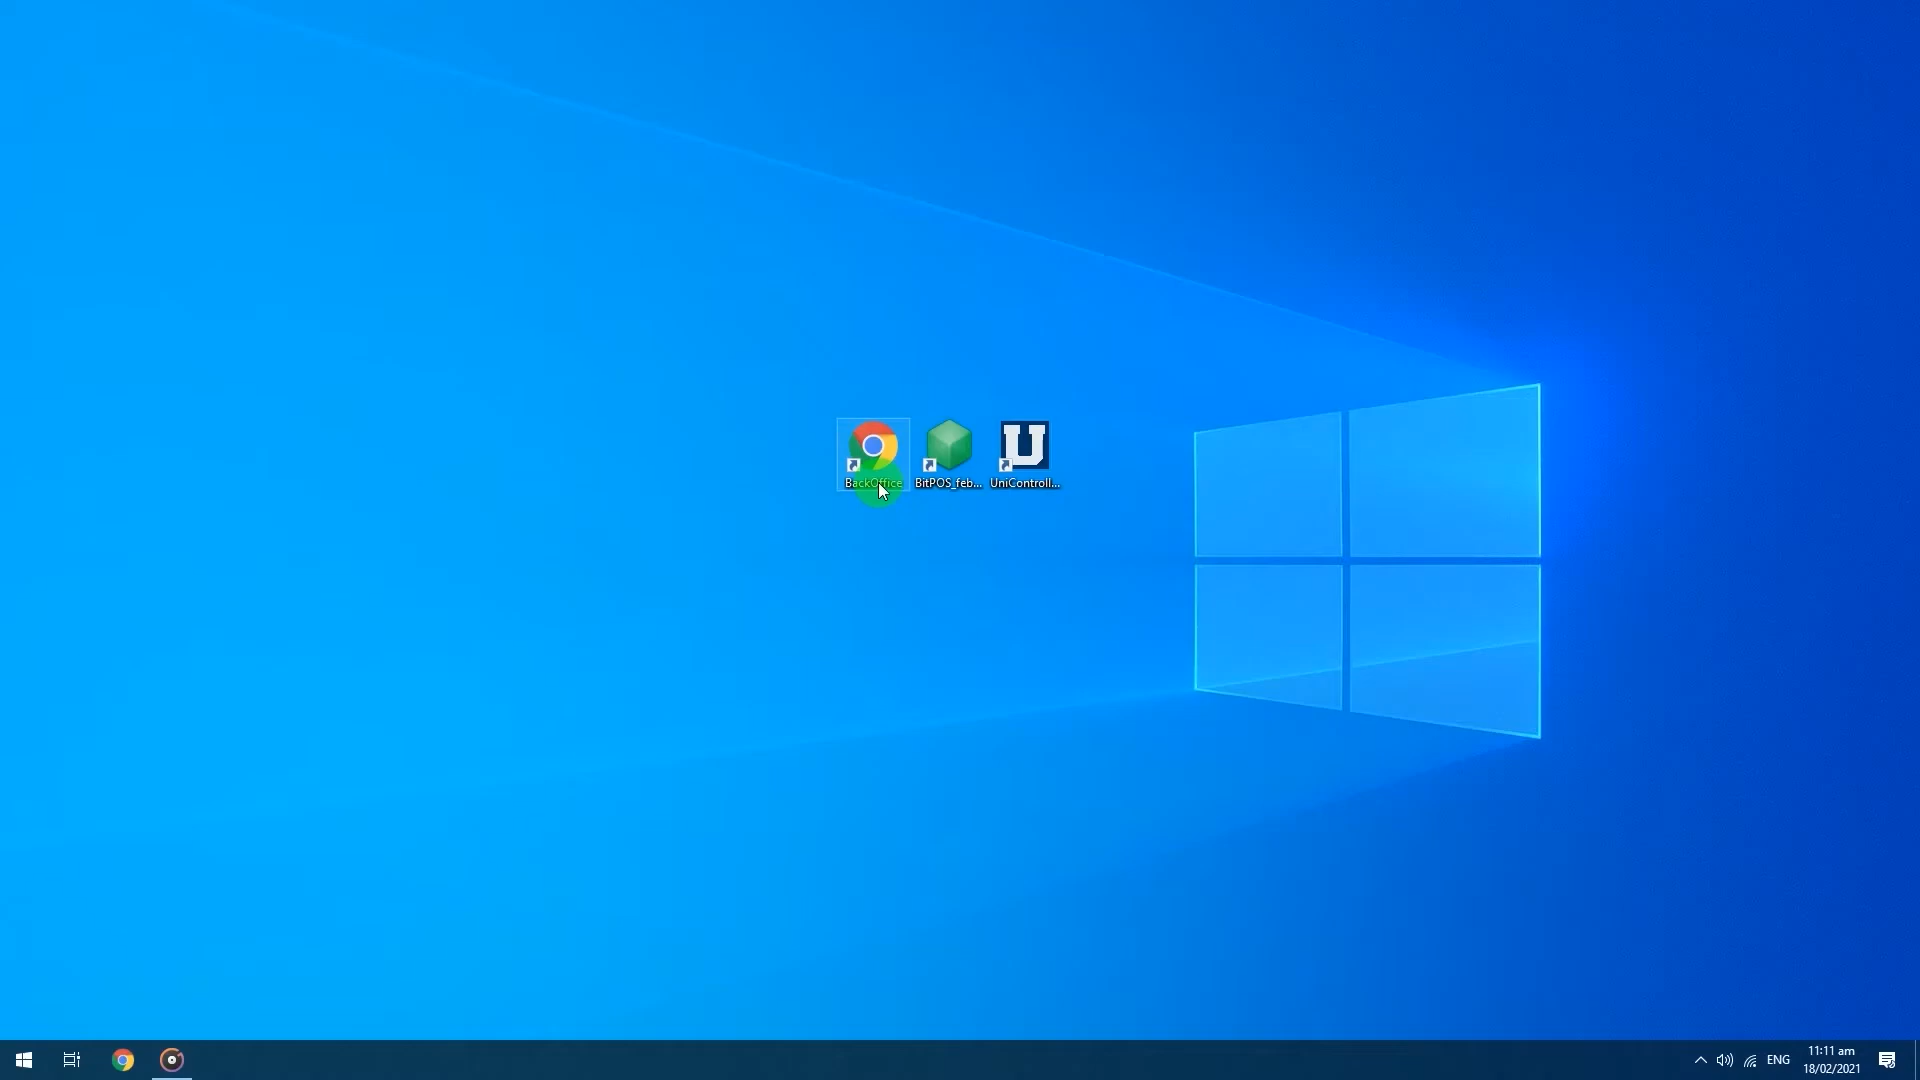 BackOffice
BitPOS_feb...
UniControll...
ENG
11:11 am
18/02/2021